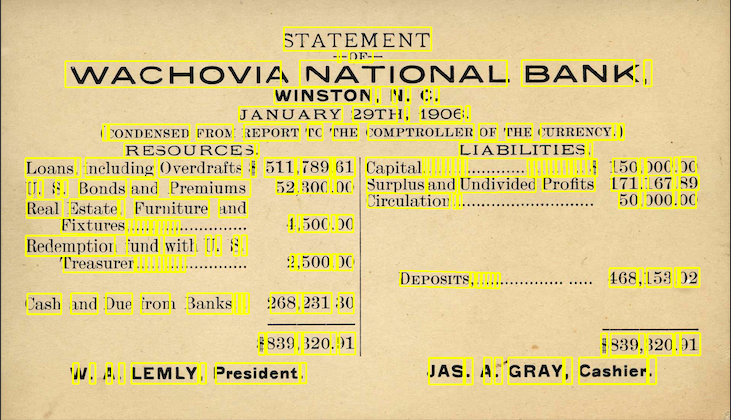 STATEMENT
—OF—
WACHOVIA NATIONAL BANK,
WINSTON, N. C.
JANUARY 29TH, 1906.
(CONDENSED FROM REPORT TO THE COMPTROLLER OF THE CURRENCY.)
RESOURCES.
Loans, including Overdrafts $ 511,789.61
U. S. Bonds and Premiums 52,300.00
Real Estate, Furniture and
Fixtures.................... 4,500.00
Redemption fund with U. S.
Treasurer.................. 2,500.00
Cash and Due from Banks... 268,231.30
$839,320.91
LIABILITIES.
Capital........................... $ 150,000.00
Surplus and Undivided Profits 171,167.89
Circulation........................ 50,000.00
DEPOSITS,................... ..... 468,153.02
$839,320.91
W. A. LEMLY, President.
JAS. A. GRAY, Cashier.